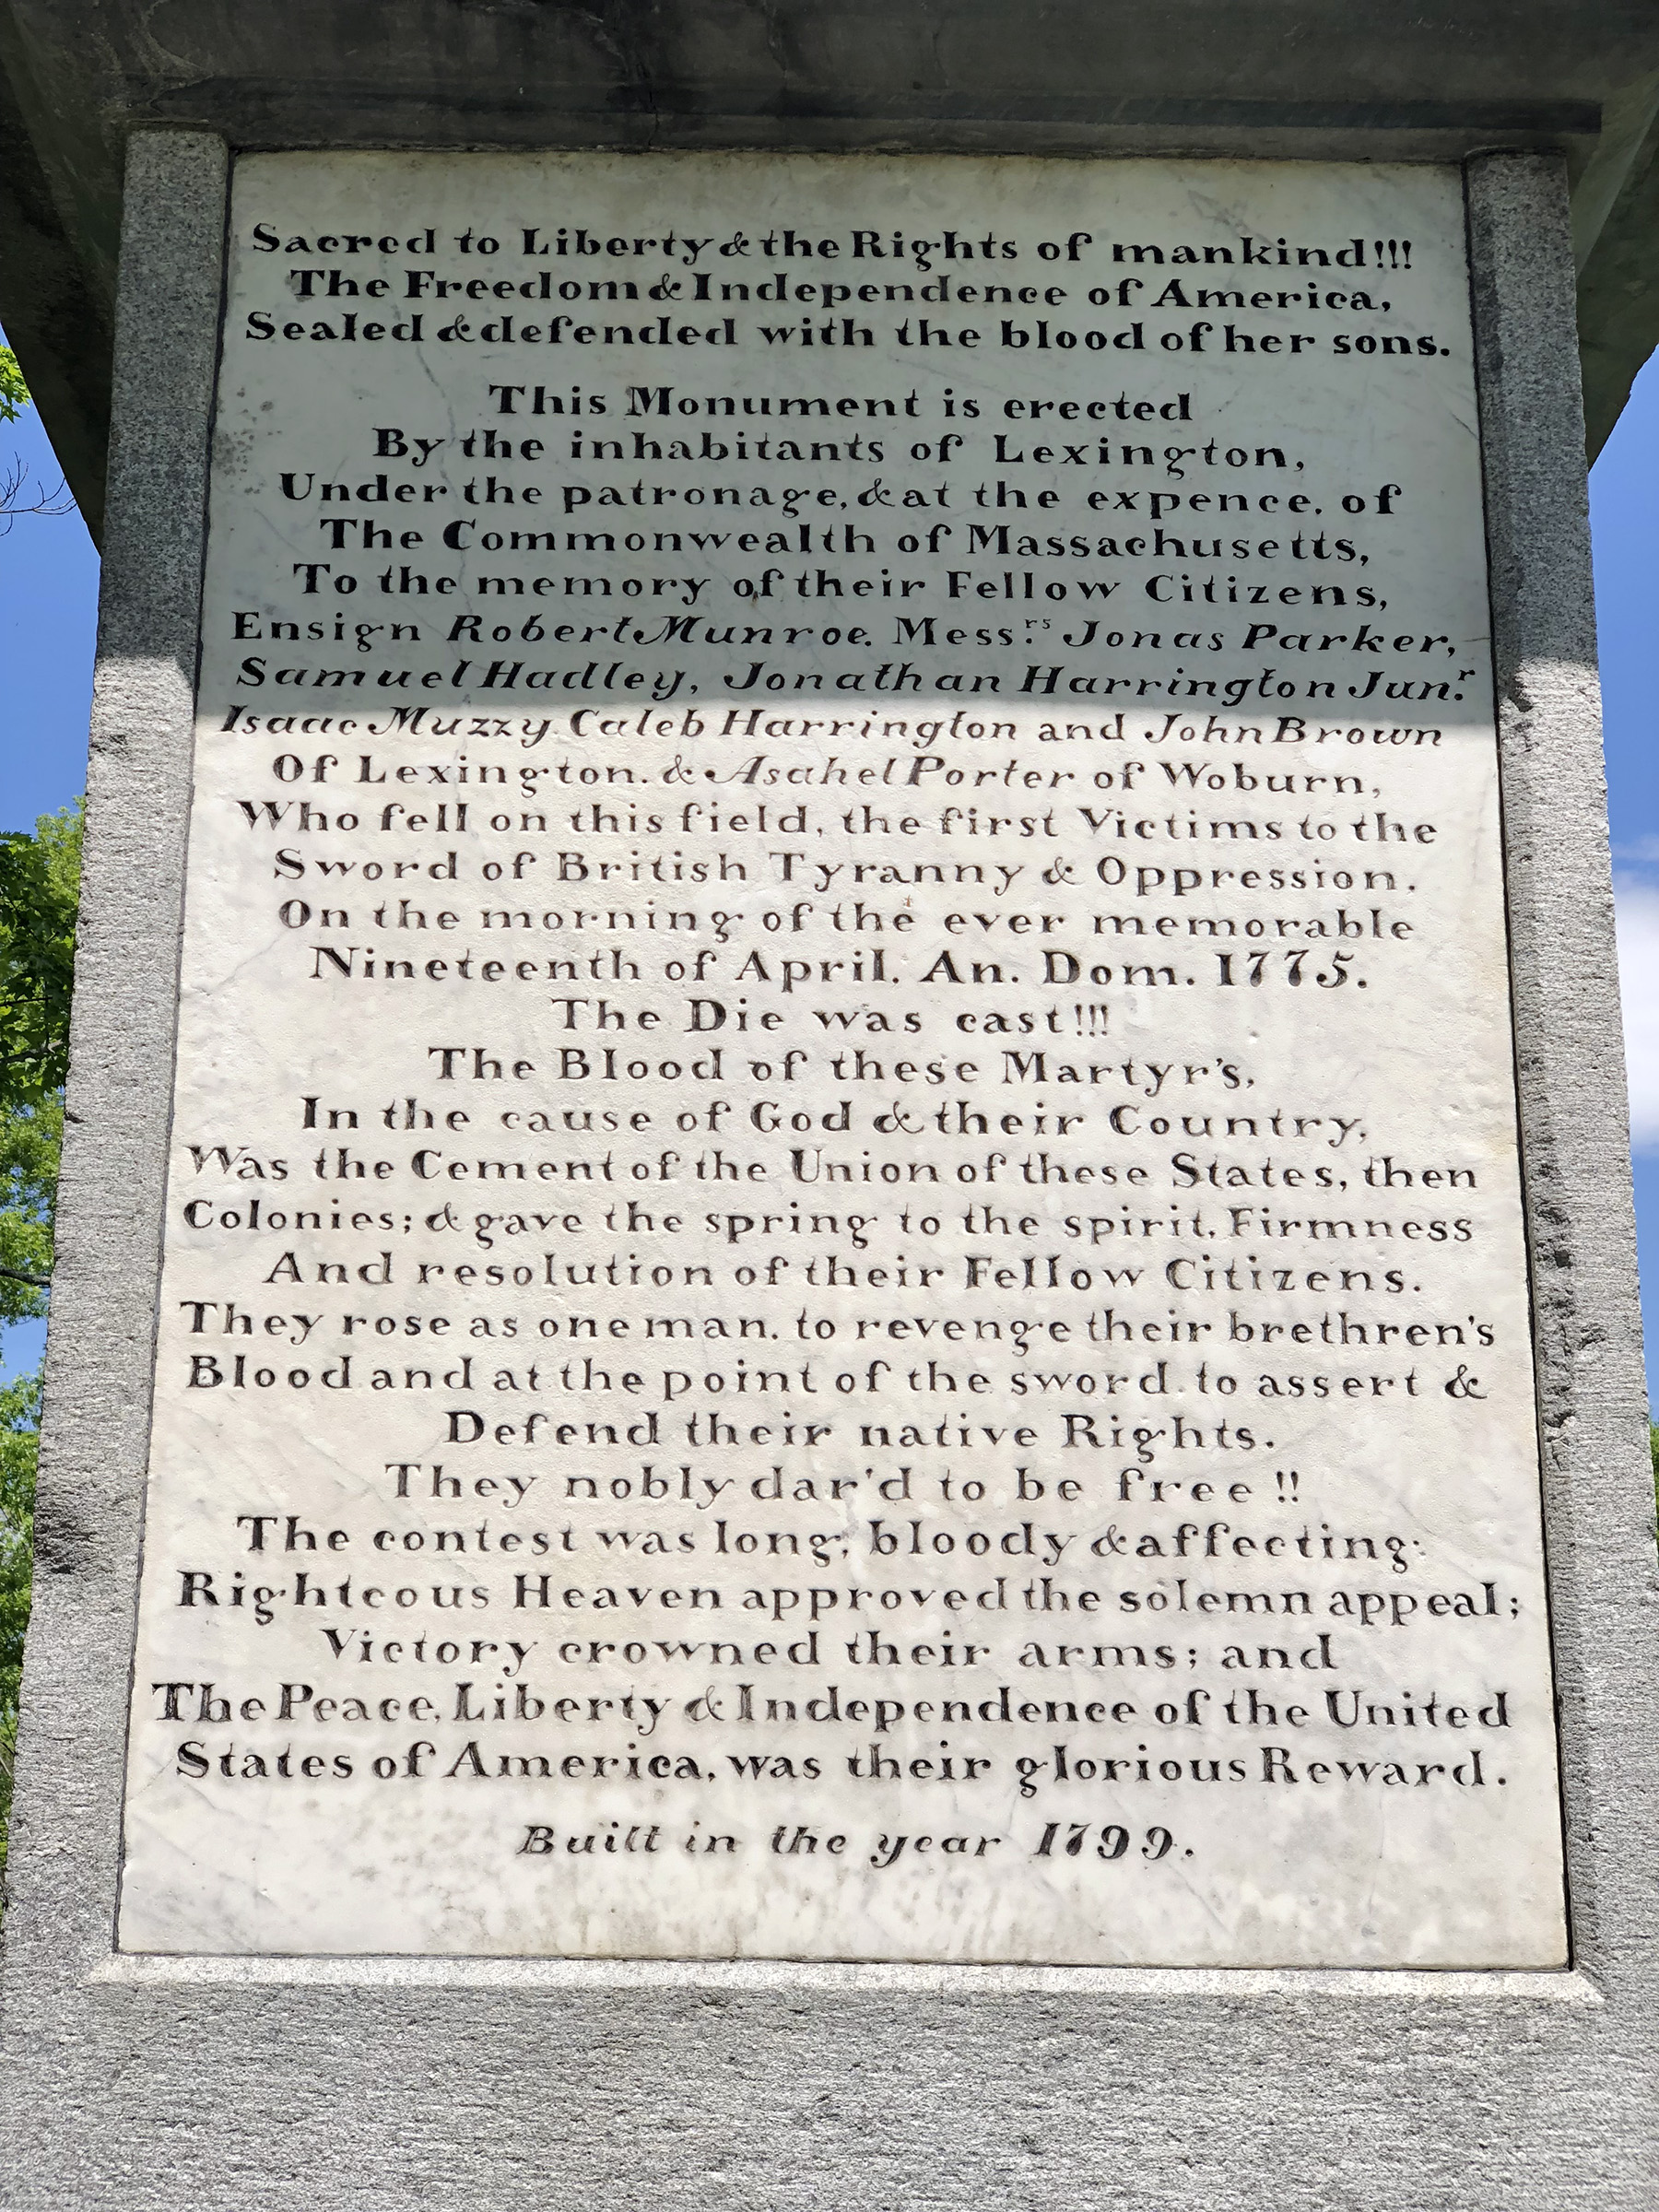 Sacred to Liberty & the Rights of mankind!!!
The Freedom & Independence of America,
Sealed & defended with the blood of her sons.
This Monument is erected
By the inhabitants of Lexington,
Under the patronage, & at the expence, of
The Commonwealth of Massachusetts,
To the memory of their Fellow Citizens,
Ensign Robert Munroe, Messrs. Jonas Parker,
Samuel Hadley, Jonathan Harrington Junr.
Isaac Muzzy, Caleb Harrington and John Brown
Of Lexington, & Asahel Porter of Woburn,
Who fell on this field, the first Victims to the
Sword of British Tyranny & Oppression.
On the morning of the ever memorable
Nineteenth of April. An. Dom. 1775.
The Die was cast!!!
The Blood of these Martyr's,
In the cause of God & their Country,
Was the Cement of the Union of these States, then
Colonies; & gave the spring to the spirit, Firmness
And resolution of their Fellow Citizens.
They rose as one man, to revenge their brethren's
Blood and at the point of the sword, to assert &
Defend their native Rights.
They nobly dar'd to be free!!
The contest was long, bloody & affecting;
Righteous Heaven approved the solemn appeal;
Victory crowned their arms; and
The Peace, Liberty & Independence of the United
States of America, was their glorious Reward.
Built in the year 1799.